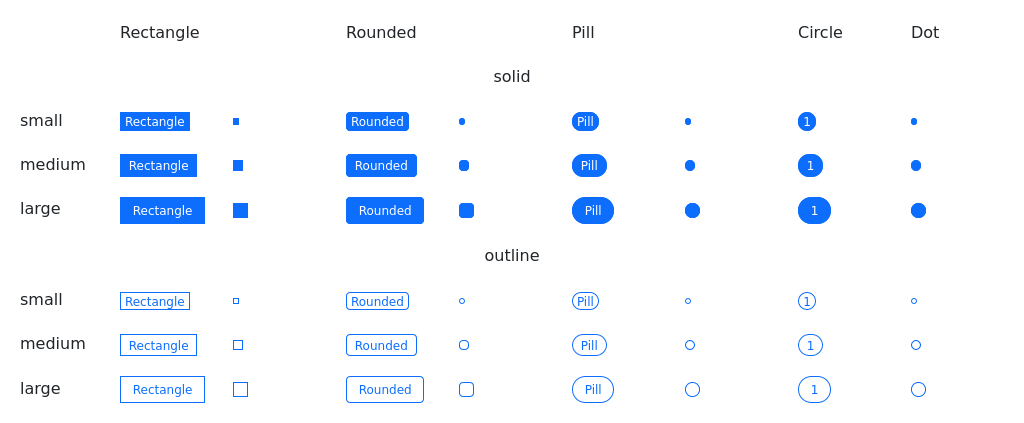 Rectangle Rounded Pill Circle Dot
solid
small Rectangle Rounded Pill 1
medium Rectangle Rounded Pill 1
large Rectangle Rounded Pill 1
outline
small Rectangle Rounded Pill 1
medium Rectangle Rounded Pill 1
large Rectangle Rounded Pill 1